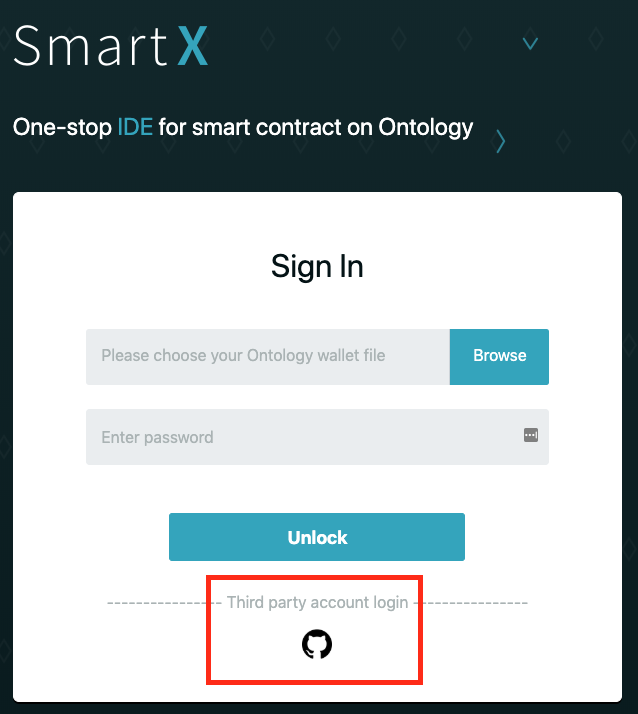 SmartX
One-stop IDE for smart contract on Ontology
Sign In
Please choose your Ontology wallet file
Browse
Enter password
Unlock
---------------- Third party account login ----------------